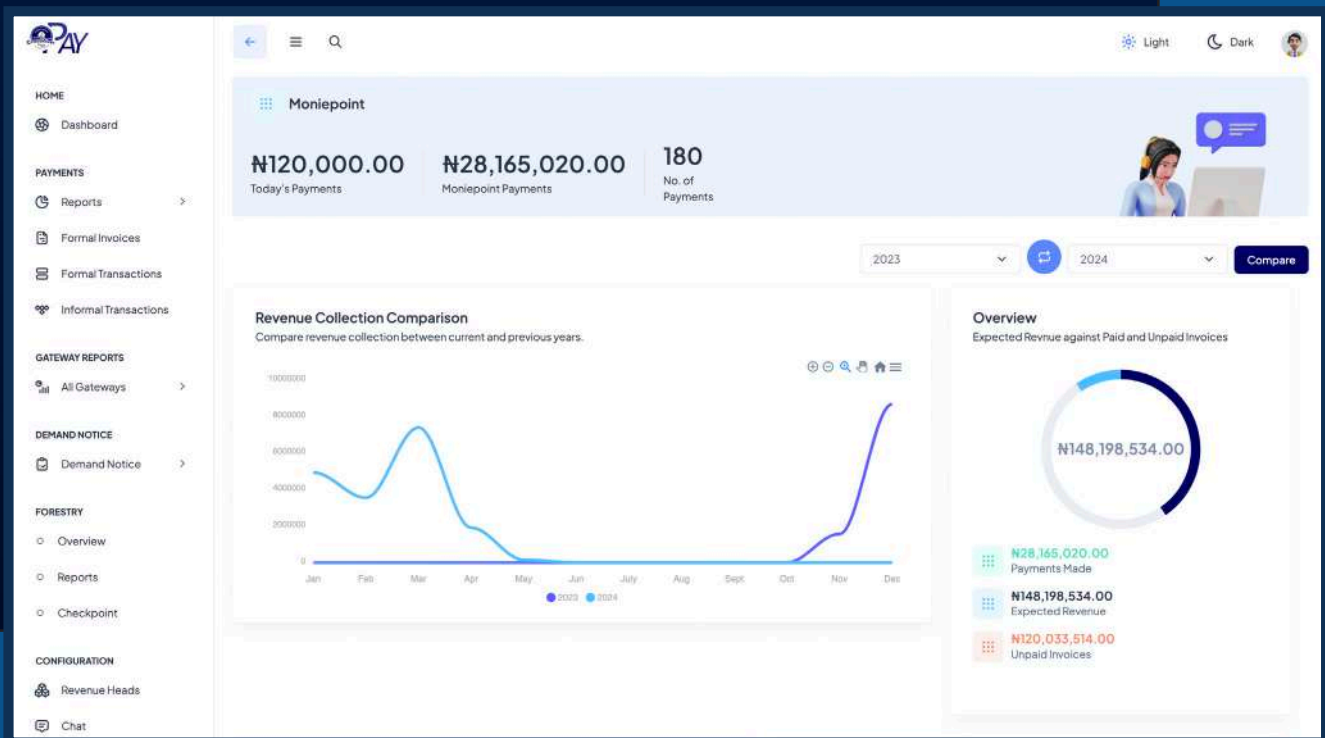 PAY
Light
Dark
HOME
Dashboard
PAYMENTS
Reports
Formal Invoices
Formal Transactions
Informal Transactions
GATEWAY REPORTS
All Gateways
DEMAND NOTICE
Demand Notice
FORESTRY
Overview
Reports
Checkpoint
CONFIGURATION
Revenue Heads
Chat
Moniepoint
₦120,000.00
Today's Payments
₦28,165,020.00
Moniepoint Payments
180
No. of
Payments
2023
2024
Compare
Revenue Collection Comparison
Compare revenue collection between current and previous years.
10000000
8000000
6000000
4000000
2000000
0
Jan Feb Mar Apr May Jun July Aug Sept Oct Nov Des
2023 2024
Overview
Expected Revnue against Paid and Unpaid Invoices
₦148,198,534.00
₦28,165,020.00
Payments Made
₦148,198,534.00
Expected Revenue
₦120,033,514.00
Unpaid Invoices